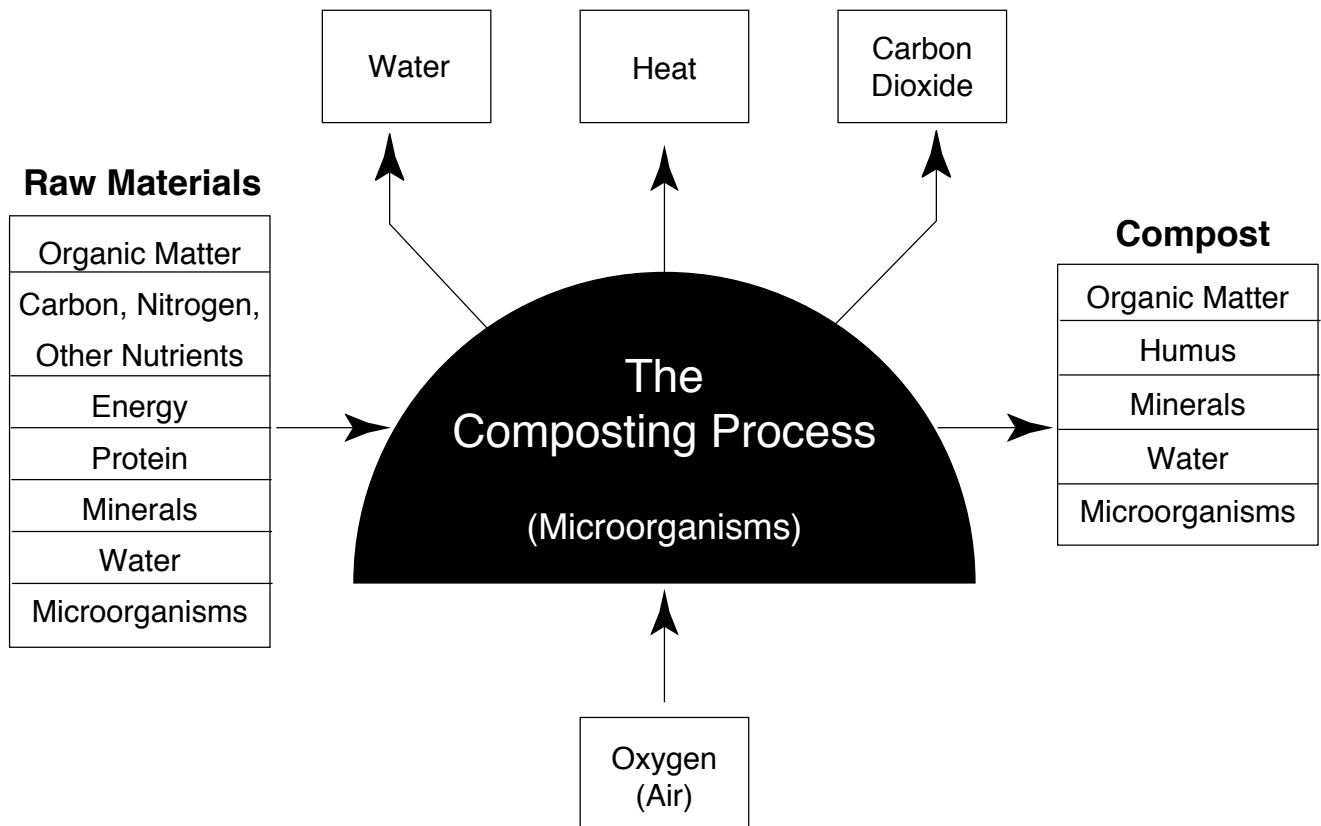 Water
Heat
Carbon
Dioxide
Raw Materials
Organic Matter
Carbon, Nitrogen,
Other Nutrients
Energy
Protein
Minerals
Water
Microorganisms
The
Composting Process
(Microorganisms)
Compost
Organic Matter
Humus
Minerals
Water
Microorganisms
Oxygen
(Air)